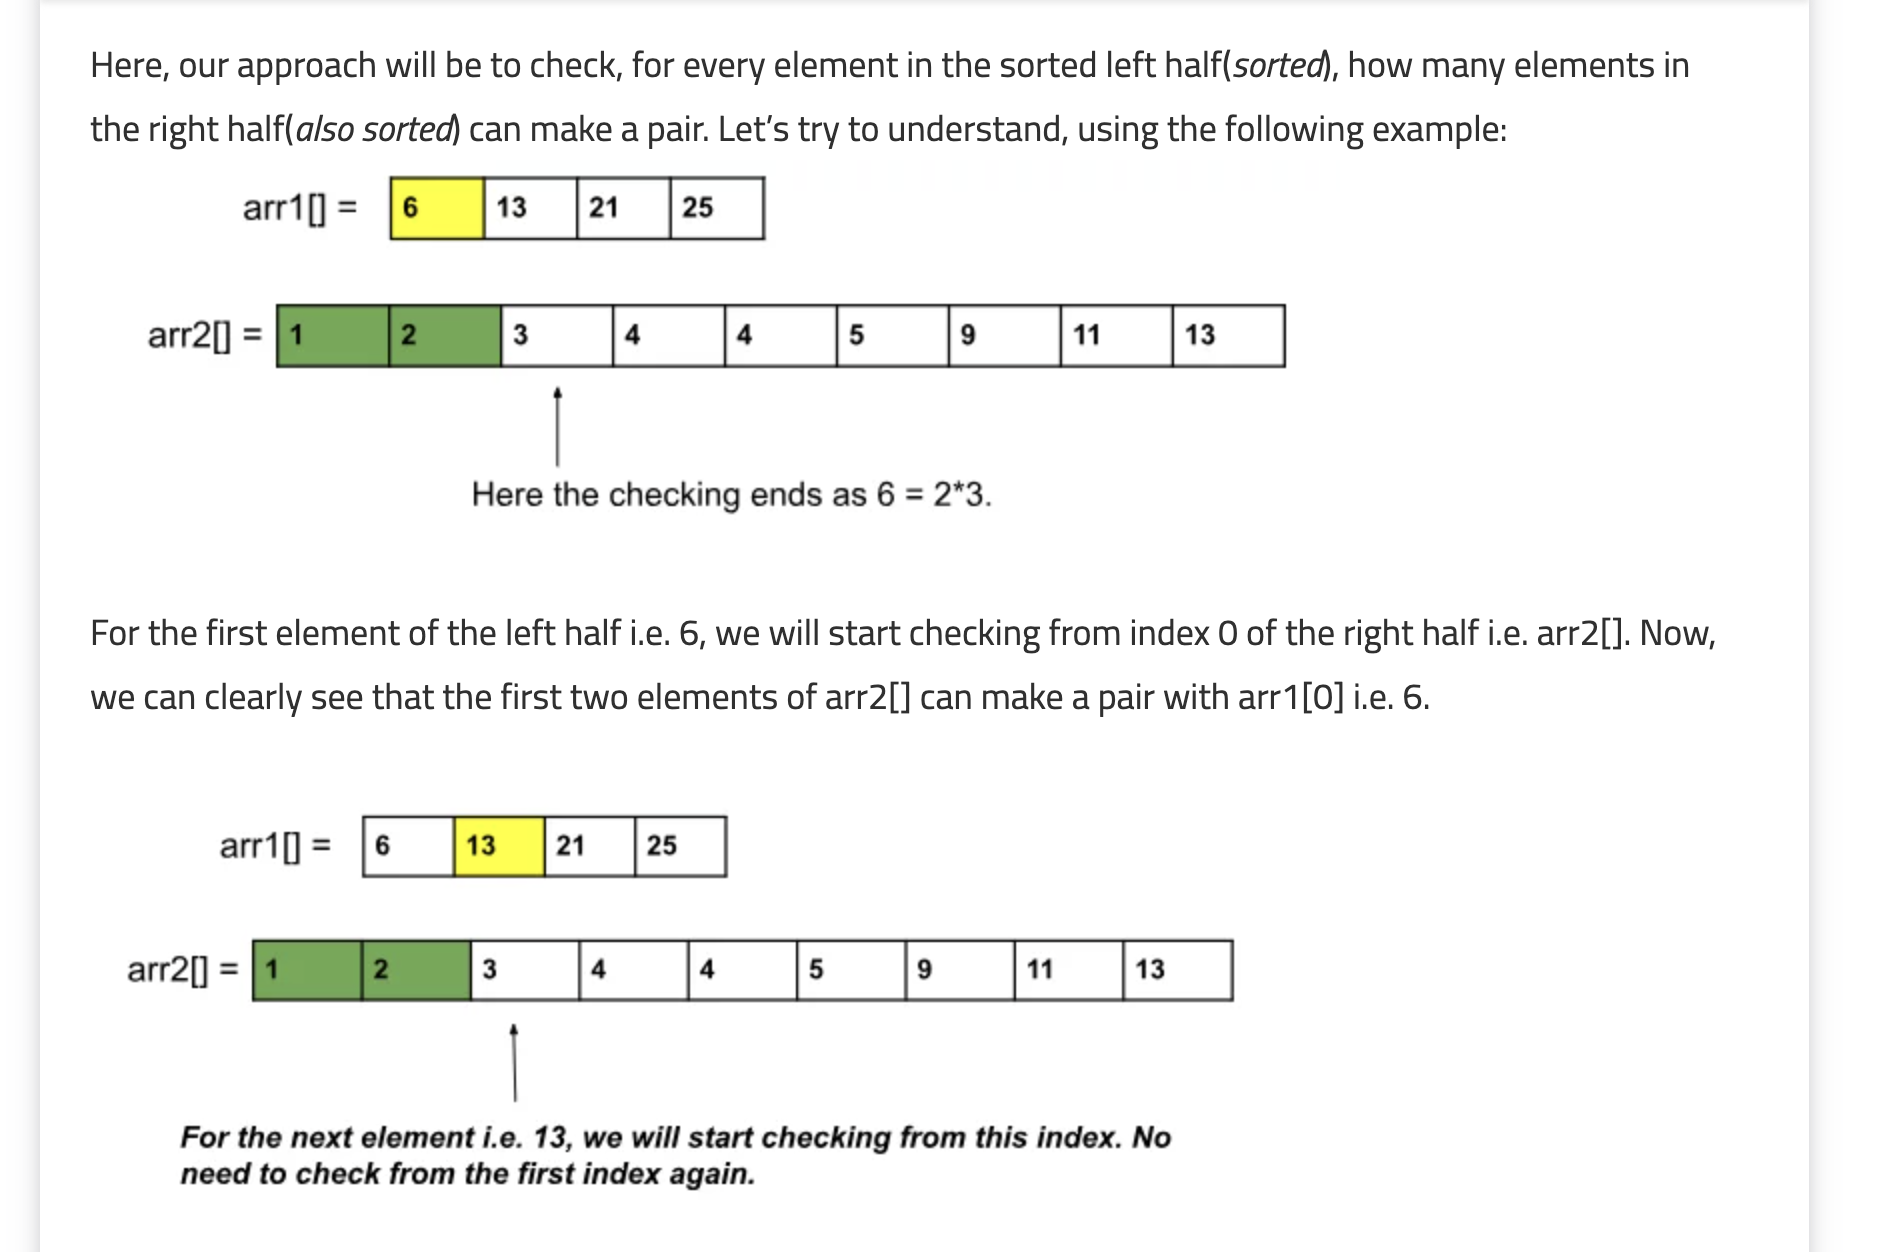 Here, our approach will be to check, for every element in the sorted left half(sorted), how many elements in
the right half(also sorted) can make a pair. Let’s try to understand, using the following example:
arr1[] = 6 13 21 25
arr2[] = 1 2 3 4 4 5 9 11 13
Here the checking ends as 6 = 2*3.
For the first element of the left half i.e. 6, we will start checking from index 0 of the right half i.e. arr2[]. Now,
we can clearly see that the first two elements of arr2[] can make a pair with arr1[0] i.e. 6.
arr1[] = 6 13 21 25
arr2[] = 1 2 3 4 4 5 9 11 13
For the next element i.e. 13, we will start checking from this index. No
need to check from the first index again.